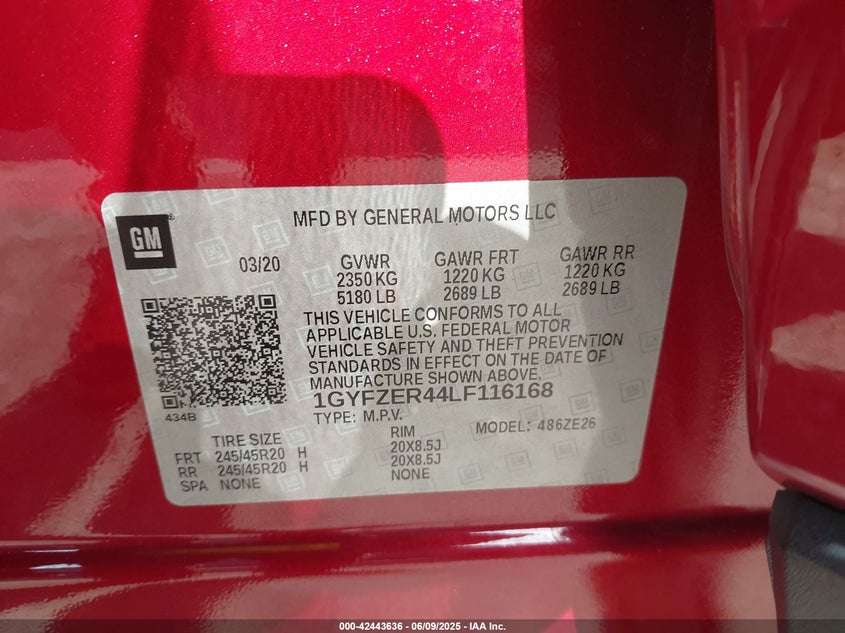 MFD BY GENERAL MOTORS LLC
GM
03/20
GVWR GAWR FRT GAWR RR
2350 KG 1220 KG 1220 KG
5180 LB 2689 LB 2689 LB
THIS VEHICLE CONFORMS TO ALL
APPLICABLE U.S. FEDERAL MOTOR
VEHICLE SAFETY AND THEFT PREVENTION
STANDARDS IN EFFECT ON THE DATE OF
MANUFACTURE SHOWN ABOVE.
1GYFZER44LF116168
434B
TYPE: M.P.V. MODEL: 486ZE26
TIRE SIZE RIM
FRT 245/45R20 H 20X8.5J
RR 245/45R20 H 20X8.5J
SPA NONE NONE
000-42443636 - 06/09/2025 - IAA Inc.